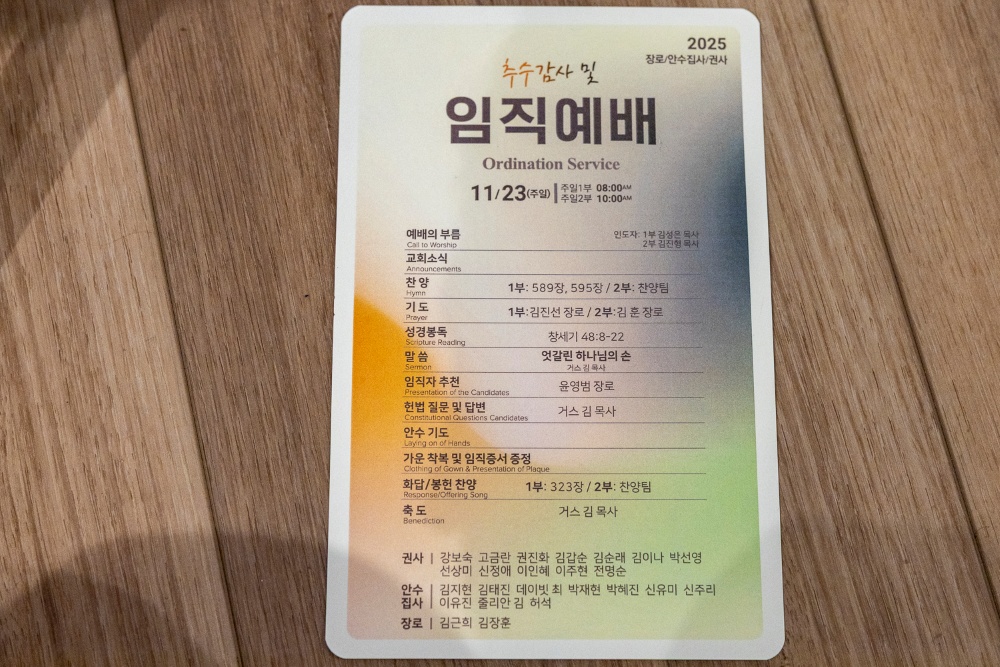 2025
장로/안수집사/권사
추수감사 및
임직예배
Ordination Service
11/23(주일) 주일1부 08:00AM
주일2부 10:00AM
예배의 부름 인도자: 1부 김성은 목사
Call to Worship 2부 김진형 목사
교회소식
Announcements
찬 양 1부: 589장, 595장 / 2부: 찬양팀
Hymn
기 도 1부:김진선 장로 / 2부:김 훈 장로
Prayer
성경봉독 창세기 48:8-22
Scripture Reading
말 씀 엇갈린 하나님의 손
Sermon 거스 김 목사
임직자 추천 윤영범 장로
Presentation of the Candidates
헌법 질문 및 답변 거스 김 목사
Constitutional Questions Candidates
안수 기도
Laying on of Hands
가운 착복 및 임직증서 증정
Clothing of Gown & Presentation of Plaque
화답/봉헌 찬양 1부: 323장 / 2부: 찬양팀
Response/Offering Song
축 도 거스 김 목사
Benediction
권사 | 강보숙 고금란 권진화 김갑순 김순래 김이나 박선영
선상미 신정애 이인혜 이주현 전명순
안수 | 김지현 김태진 데이빗 최 박재현 박혜진 신유미 신주리
집사 | 이유진 줄리안 김 허석
장로 | 김근희 김장훈